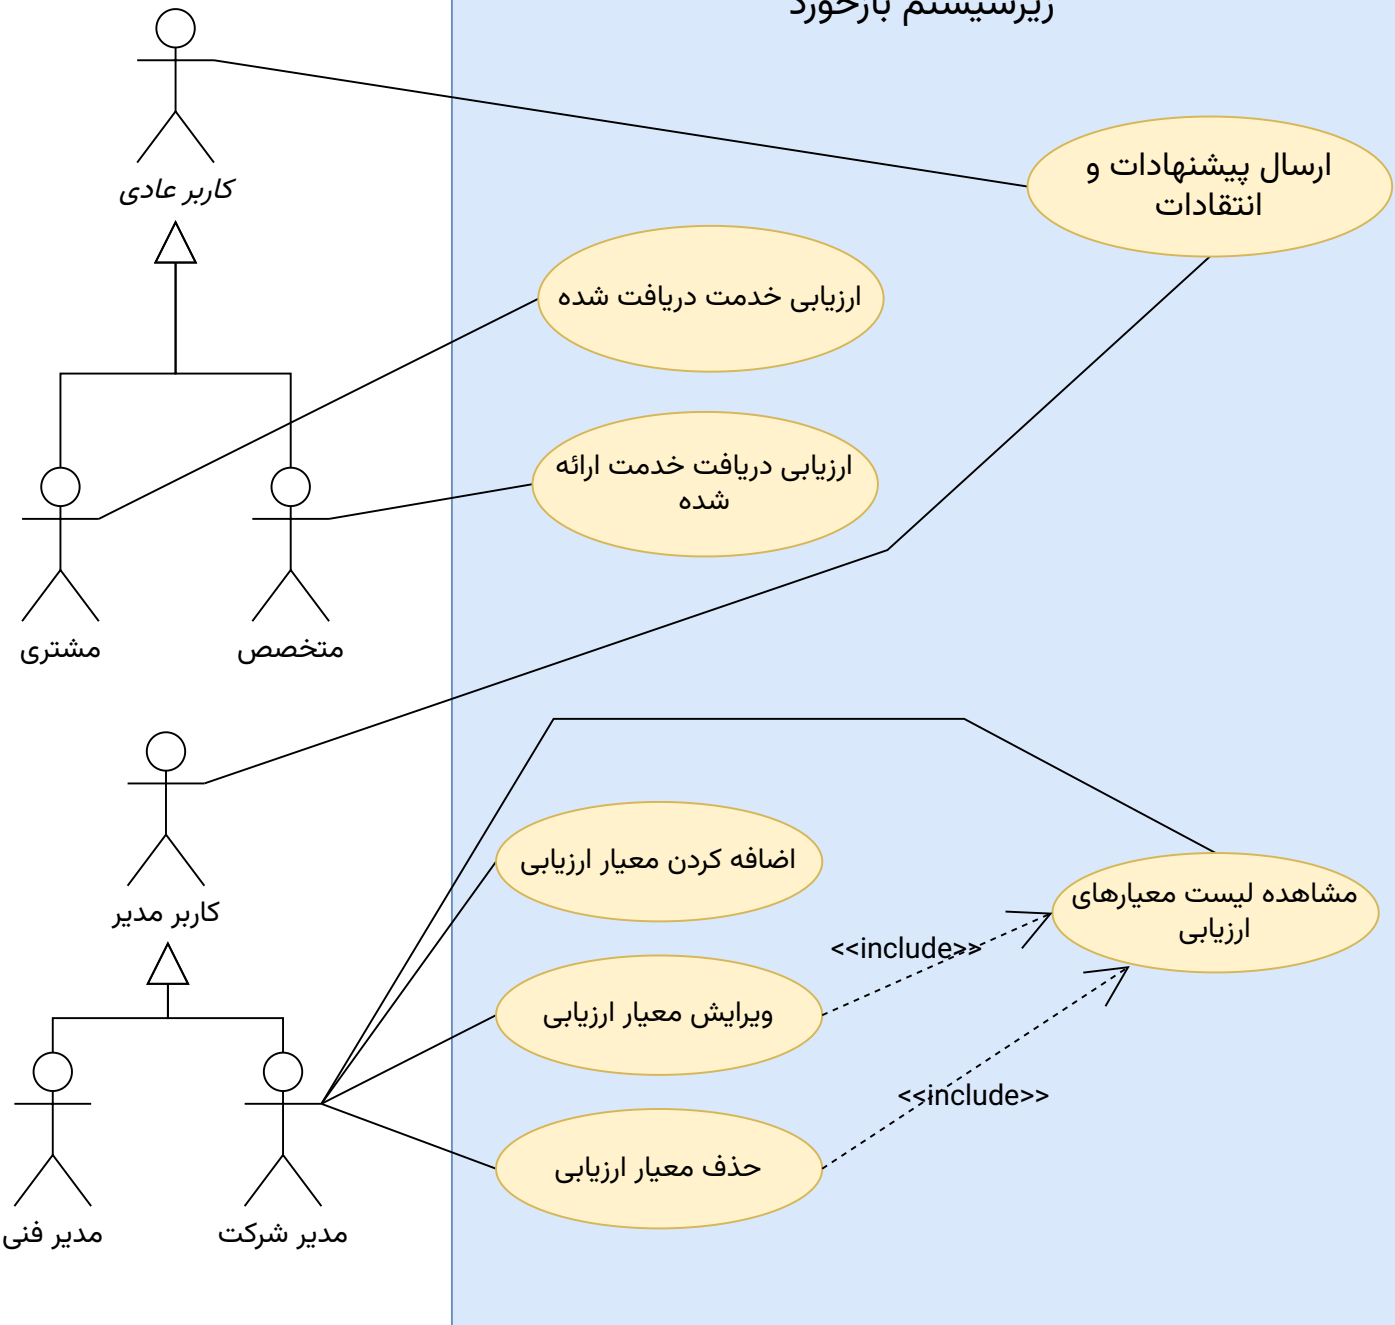 زیرسیستم بازخورد
کاربر عادی
ارسال پیشنهادات و
انتقادات
ارزیابی خدمت دریافت شده
ارزیابی دریافت خدمت ارائه
شده
مشتری
متخصص
کاربر مدیر
اضافه کردن معیار ارزیابی
مشاهده لیست معیارهای
ارزیابی
<<include>>
ویرایش معیار ارزیابی
<<include>>
حذف معیار ارزیابی
مدیر فنی
مدیر شرکت